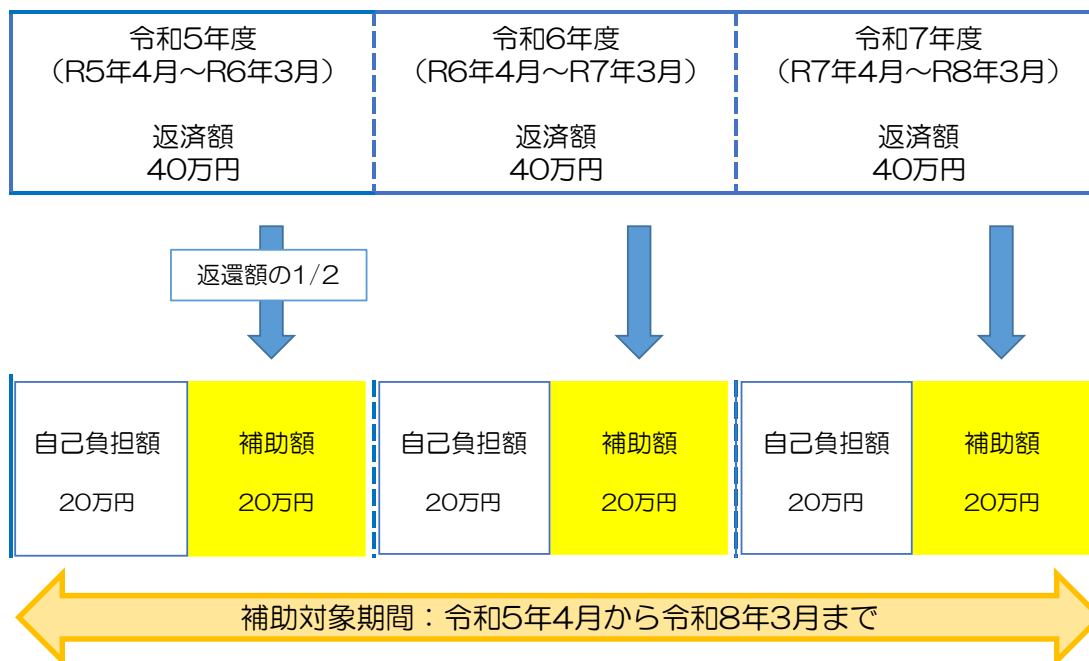 令和5年度
（R5年4月～R6年3月）
返済額
40万円
令和6年度
（R6年4月～R7年3月）
返済額
40万円
令和7年度
（R7年4月～R8年3月）
返済額
40万円
返還額の1/2
自己負担額
20万円
補助額
20万円
自己負担額
20万円
補助額
20万円
自己負担額
20万円
補助額
20万円
補助対象期間：令和5年4月から令和8年3月まで